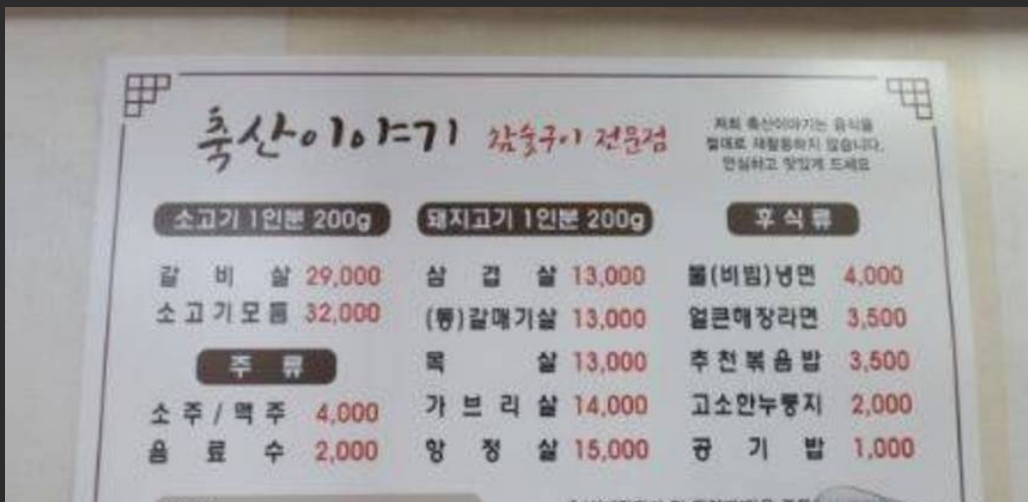 축산이야기 참숯구이 전문점
저희 축산이야기는 음식을
절대로 재활용하지 않습니다.
안심하고 맛있게 드세요
소고기 1인분 200g
갈비살 29,000
소고기모듬 32,000
주류
소주/맥주 4,000
음료수 2,000
돼지고기 1인분 200g
삼겹살 13,000
(통)갈매기살 13,000
목살 13,000
가브리살 14,000
항정살 15,000
후식류
물(비빔)냉면 4,000
얼큰해장라면 3,500
추천볶음밥 3,500
고소한누룽지 2,000
공기밥 1,000